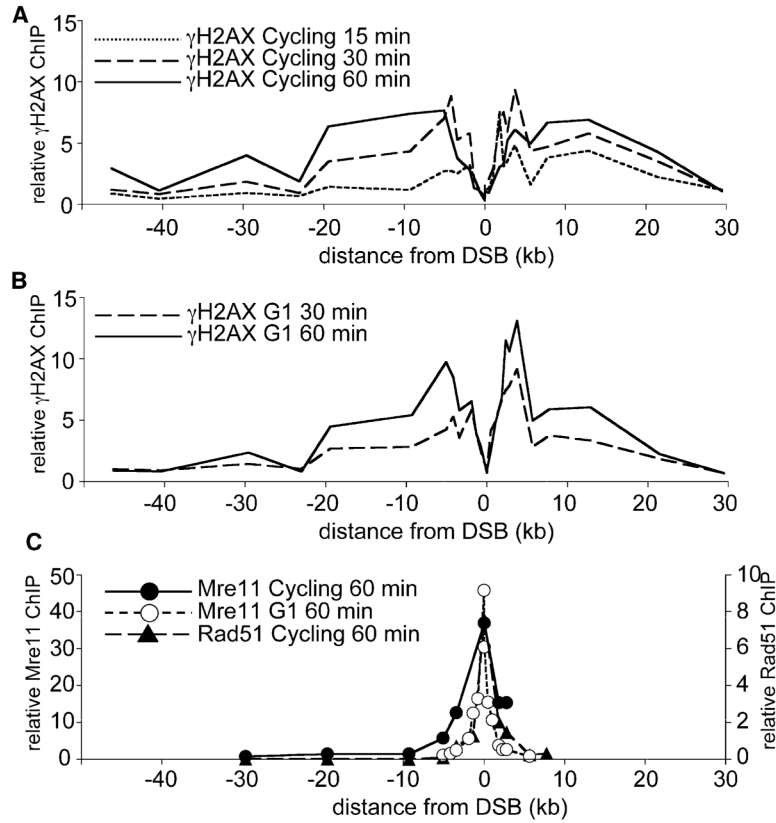 A
15
10
5
0
relative γH2AX ChIP
γH2AX Cycling 15 min
γH2AX Cycling 30 min
γH2AX Cycling 60 min
-40 -30 -20 -10 0 10 20 30
distance from DSB (kb)
B
15
10
5
0
relative γH2AX ChIP
γH2AX G1 30 min
γH2AX G1 60 min
-40 -30 -20 -10 0 10 20 30
distance from DSB (kb)
C
50
40
30
20
10
0
relative Mre11 ChIP
Mre11 Cycling 60 min
Mre11 G1 60 min
Rad51 Cycling 60 min
10
8
6
4
2
0
relative Rad51 ChIP
-40 -30 -20 -10 0 10 20 30
distance from DSB (kb)